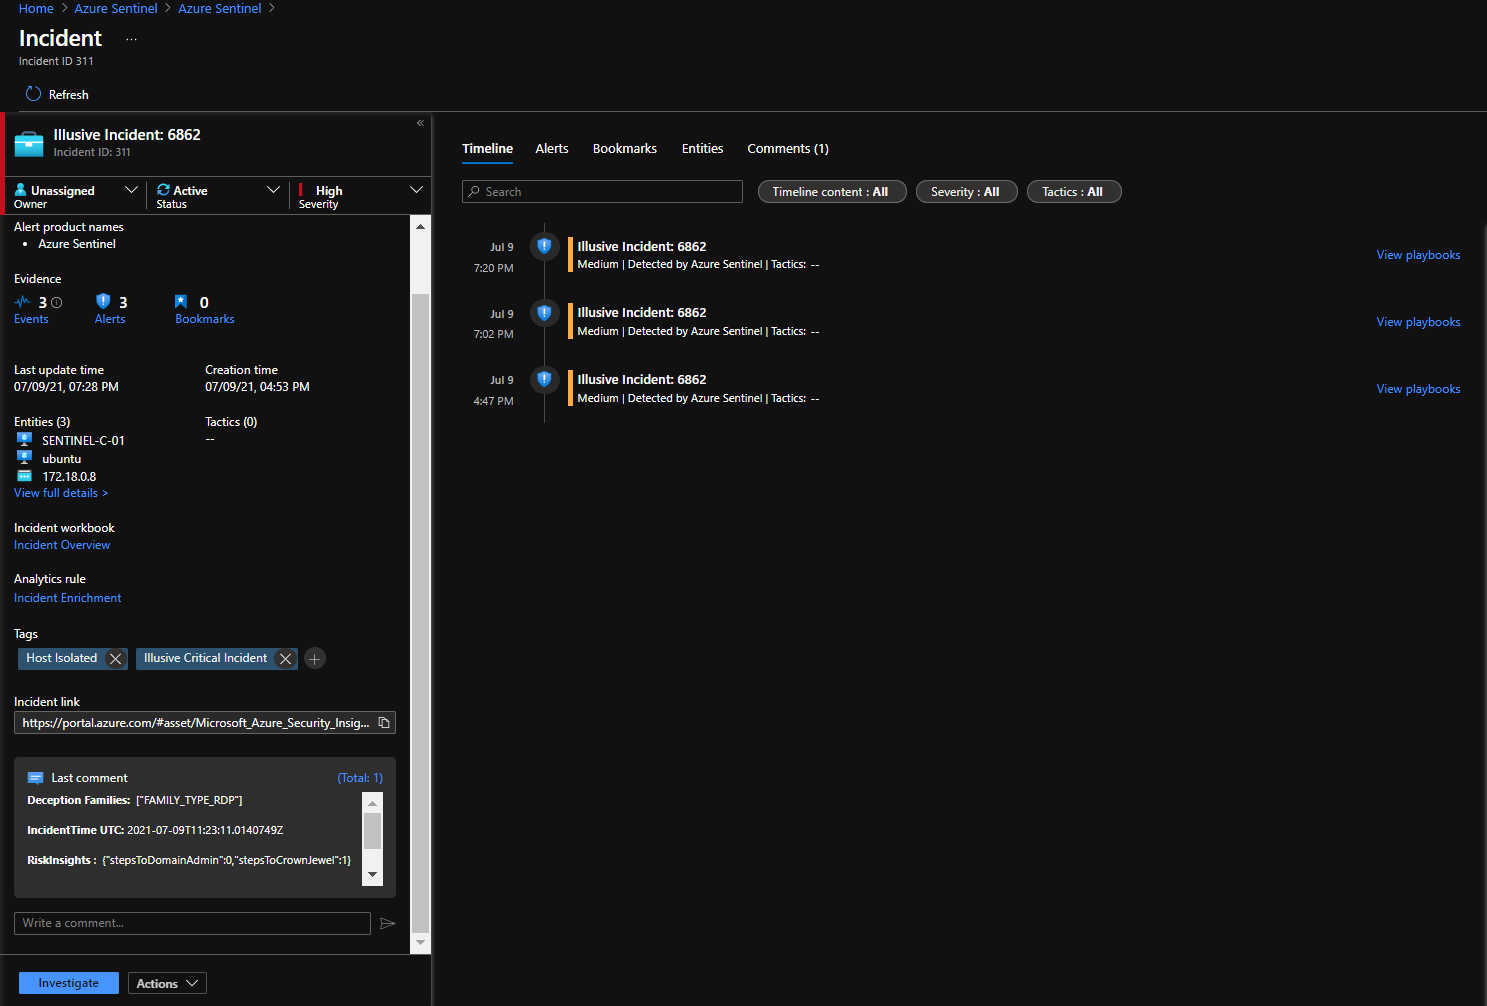 Home > Azure Sentinel > Azure Sentinel >
Incident ...
Incident ID 311
Refresh
Illusive Incident: 6862
Incident ID: 311
«
Unassigned
Owner
Active
Status
High
Severity
Alert product names
• Azure Sentinel
Evidence
3
Events
3
Alerts
0
Bookmarks
Last update time
07/09/21, 07:28 PM
Creation time
07/09/21, 04:53 PM
Entities (3)
SENTINEL-C-01
ubuntu
172.18.0.8
View full details >
Tactics (0)
--
Incident workbook
Incident Overview
Analytics rule
Incident Enrichment
Tags
Host Isolated
Illusive Critical Incident
Incident link
https://portal.azure.com/#asset/Microsoft_Azure_Security_Insig...
Last comment (Total: 1)
Deception Families: ["FAMILY_TYPE_RDP"]
IncidentTime UTC: 2021-07-09T11:23:11.0140749Z
RiskInsights : {"stepsToDomainAdmin":0,"stepsToCrownJewel":1}
Write a comment...
Investigate
Actions
Timeline Alerts Bookmarks Entities Comments (1)
Search
Timeline content : All
Severity : All
Tactics : All
Jul 9
7:20 PM
Illusive Incident: 6862
Medium | Detected by Azure Sentinel | Tactics: --
View playbooks
Jul 9
7:02 PM
Illusive Incident: 6862
Medium | Detected by Azure Sentinel | Tactics: --
View playbooks
Jul 9
4:47 PM
Illusive Incident: 6862
Medium | Detected by Azure Sentinel | Tactics: --
View playbooks